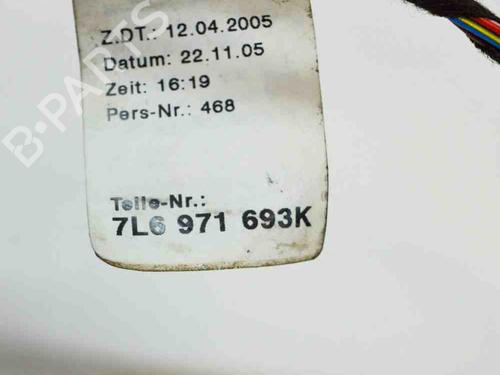 Z.DT.: 12.04.2005
Datum: 22.11.05
Zeit: 16:19
Pers-Nr.: 468
Teile-Nr.:
7L6 971 693K
B-PARTS